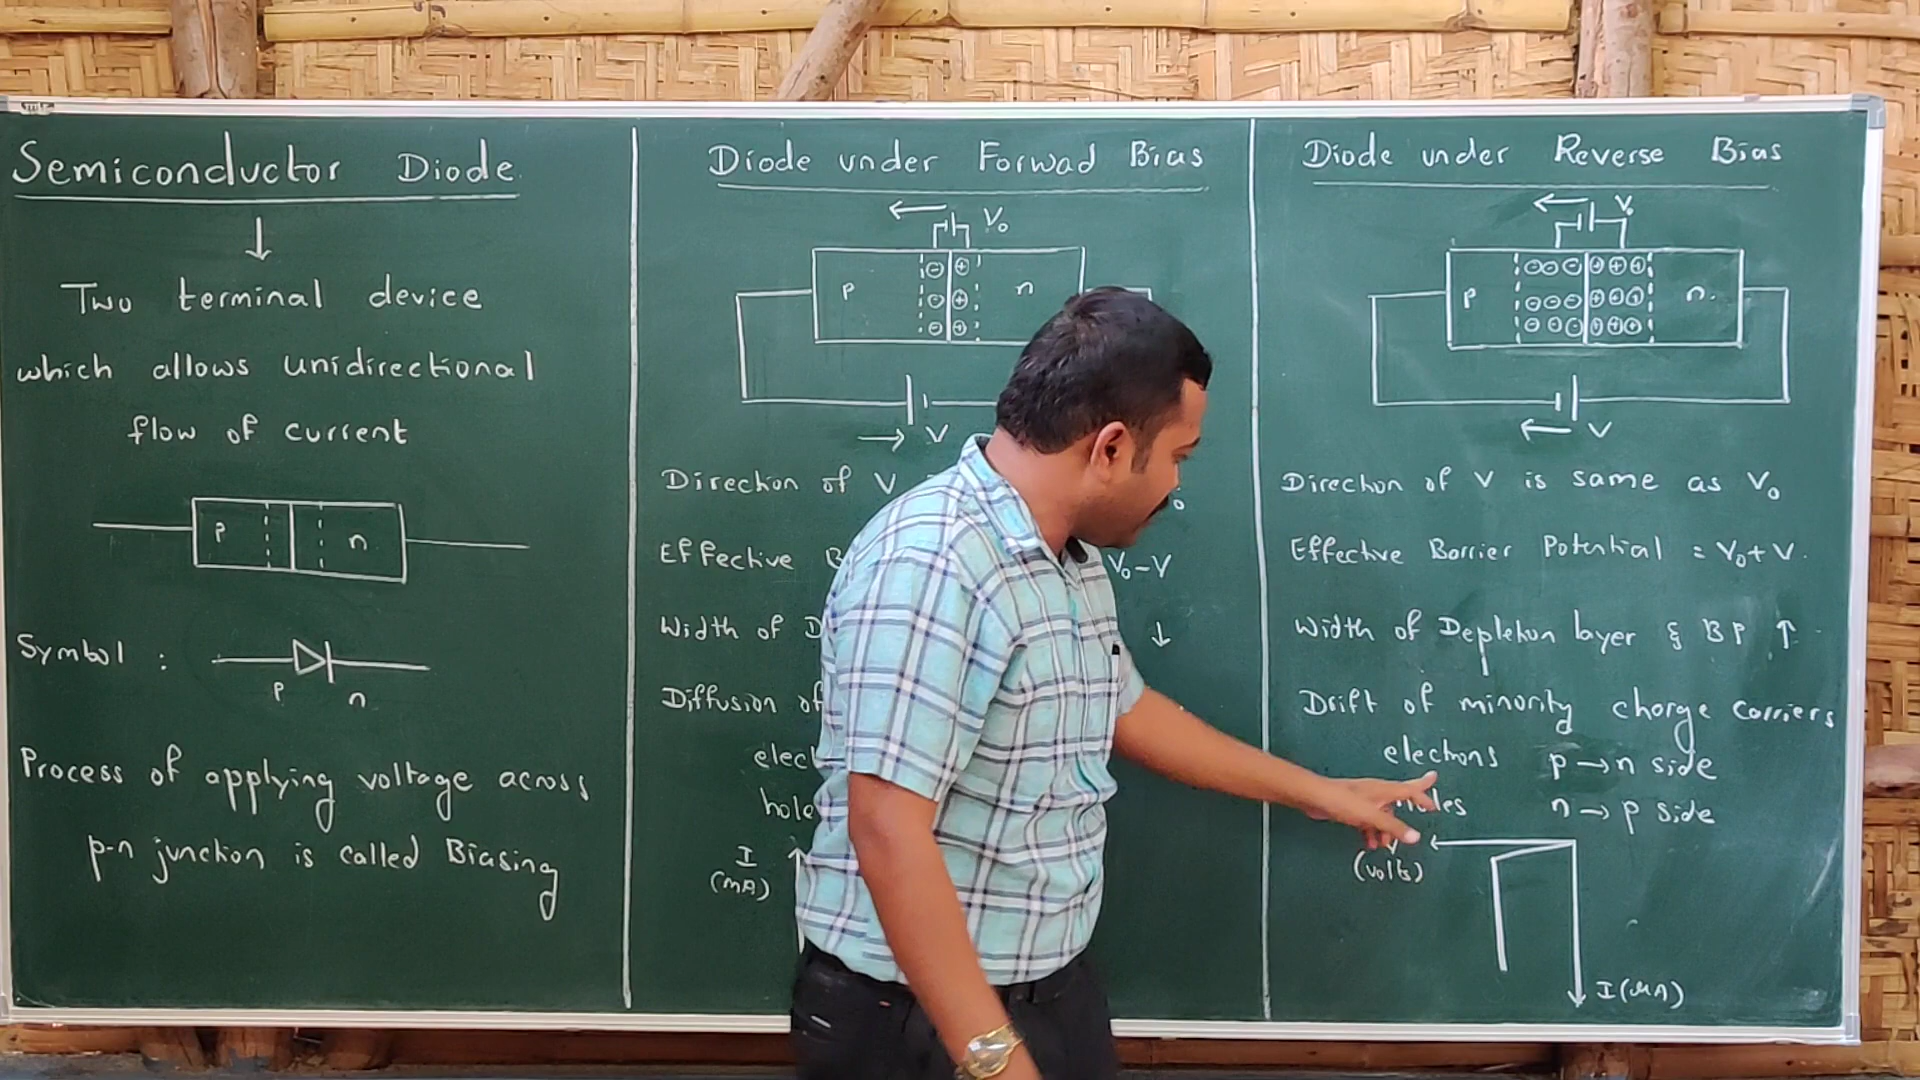 Semiconductor Diode
Two terminal device
which allows unidirectional
flow of current
p n
Symbol :
p n
Process of applying voltage across
p-n junction is called Biasing
Diode under Forwad Bias
V₀
p n
V
Direction of V
Effective V₀-V
Width of ↓
Diffusion of
I
(mA)
Diode under Reverse Bias
V₀
p n
V
Direction of V is same as V₀
Effective Barrier Potential = V₀+V.
Width of Depletion layer & BP ↑
Drift of minority charge carriers
electrons p→n side
n→p side
V
(volts)
I(μA)